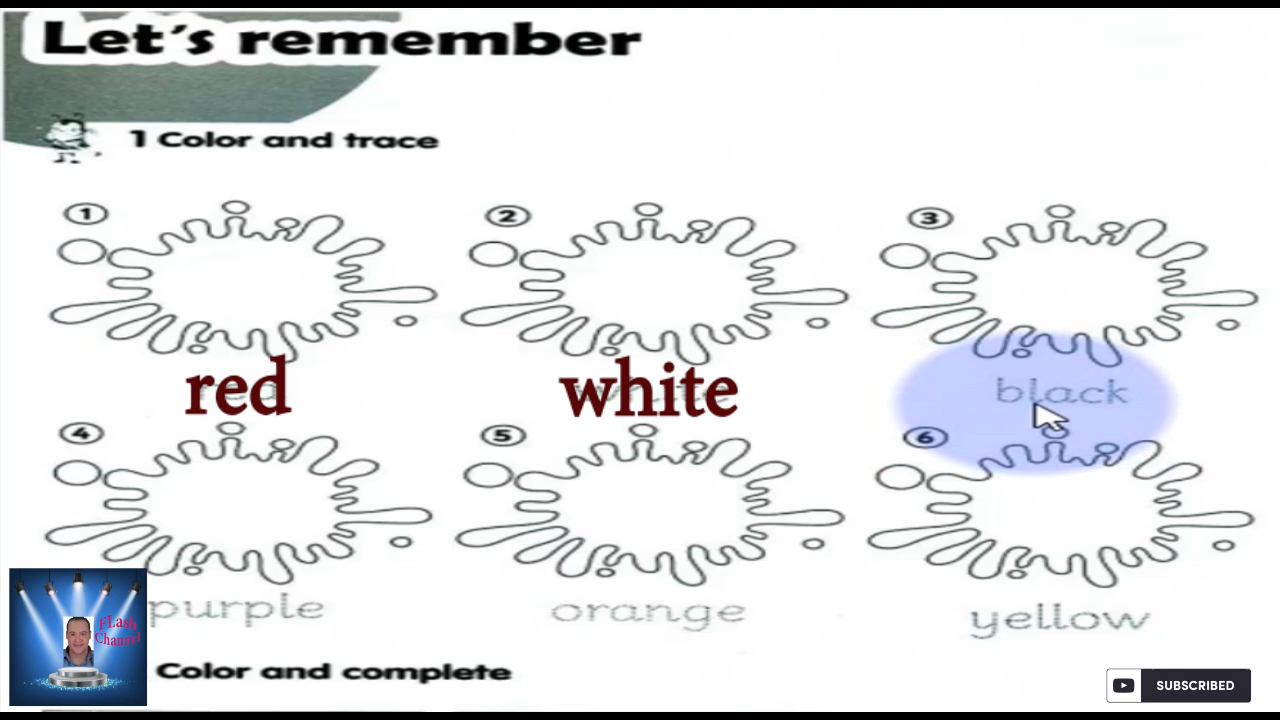 Let's remember
1 Color and trace
1 2 3
red white black
4 5 6
purple orange yellow
FLash
Channel
Color and complete
SUBSCRIBED